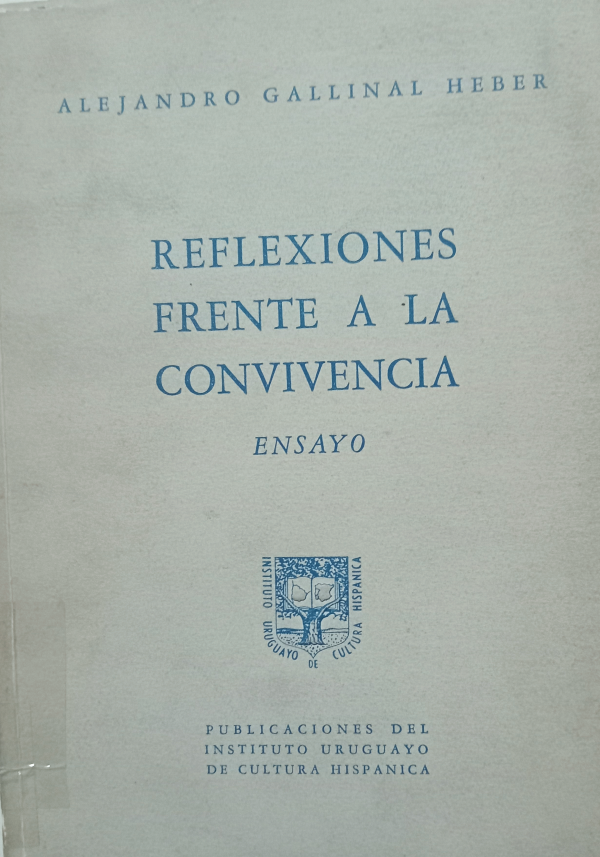 ALEJANDRO GALLINAL HEBER
REFLEXIONES
FRENTE A LA
CONVIVENCIA
ENSAYO
INSTITUTO URUGUAYO DE CULTURA HISPANICA
PUBLICACIONES DEL
INSTITUTO URUGUAYO
DE CULTURA HISPANICA